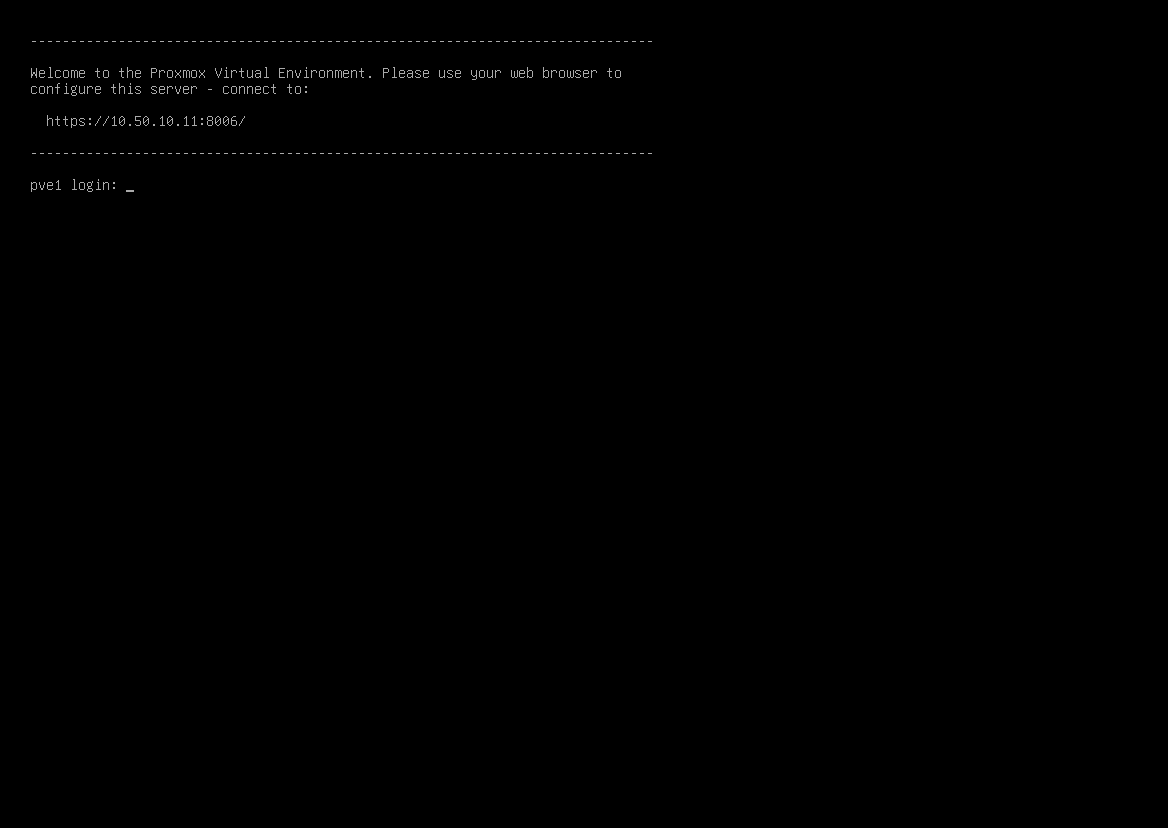 ------------------------------------------------------------------------------
Welcome to the Proxmox Virtual Environment. Please use your web browser to
configure this server - connect to:
https://10.50.10.11:8006/
------------------------------------------------------------------------------
pve1 login: _